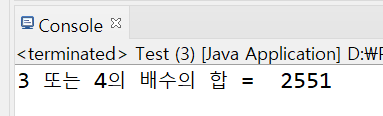 Console
<terminated> Test (3) [Java Application] D:₩F
3 또는 4의 배수의 합 =  2551